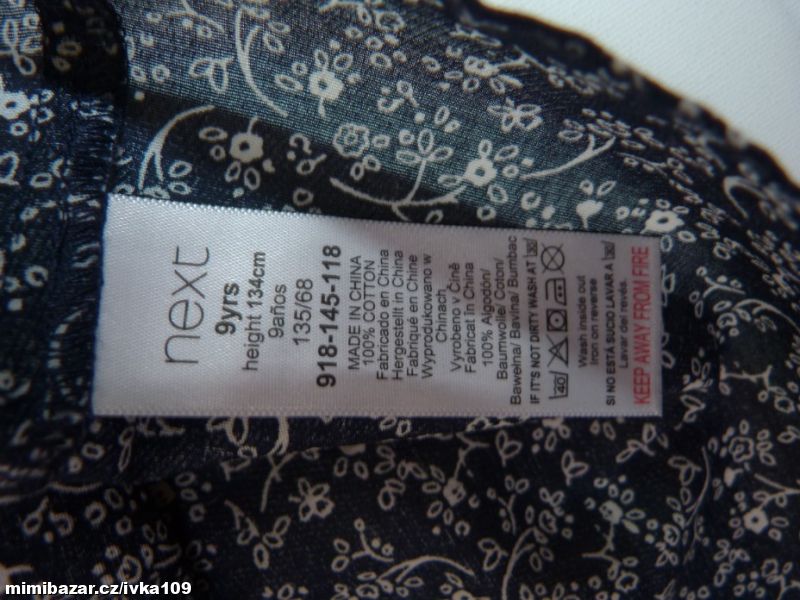 next
9yrs
height 134cm
9años
135/68
918-145-118
MADE IN CHINA
100% COTTON
Fabricado en China
Hergestellt in China
Fabriqué en Chine
Wyprodukowano w
Chinach
Vyrobeno v Číně
Fabricat în China
100% Algodón/
Baumwolle/ Coton/
Bawełna/ Bavlna/ Bumbac
IF IT'S NOT DIRTY WASH AT 30
40
Wash inside out
Iron on reverse
SI NO ESTÁ SUCIO LAVAR A 30
Lavar del revés.
KEEP AWAY FROM FIRE
mimibazar.cz/ivka109